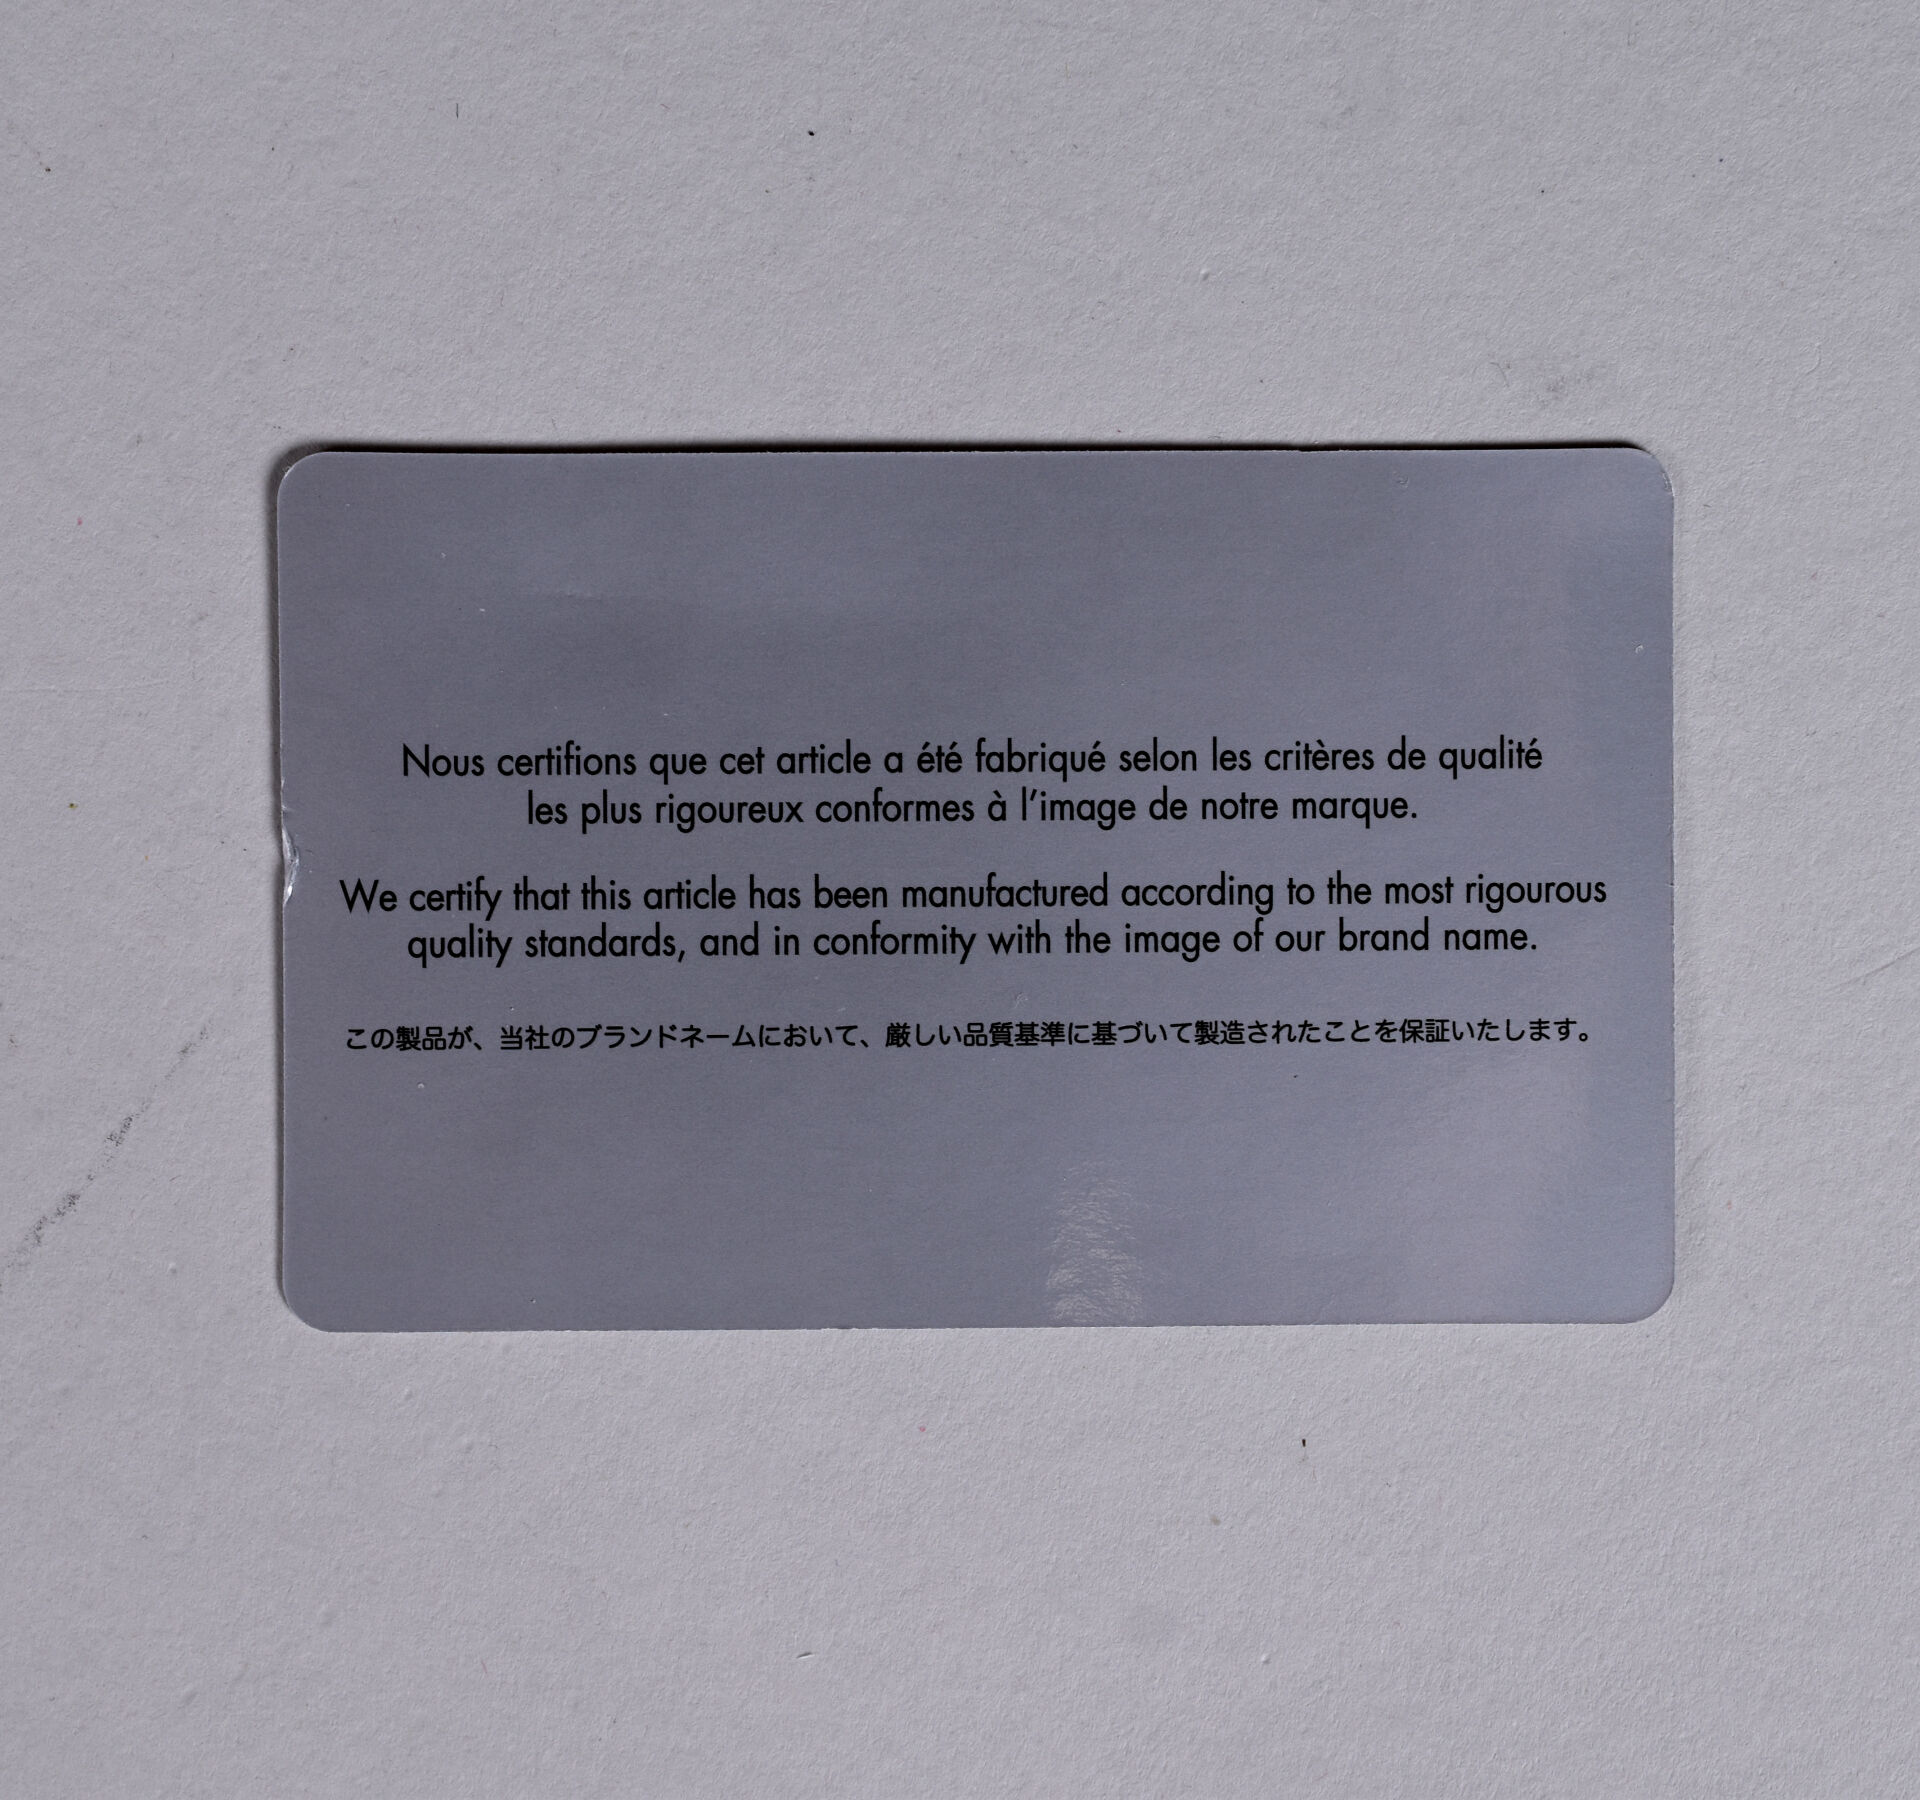 Nous certifions que cet article a été fabriqué selon les critères de qualité
les plus rigoureux conformes à l'image de notre marque.
We certify that this article has been manufactured according to the most rigourous
quality standards, and in conformity with the image of our brand name.
この製品が、当社のブランドネームにおいて、厳しい品質基準に基づいて製造されたことを保証いたします。